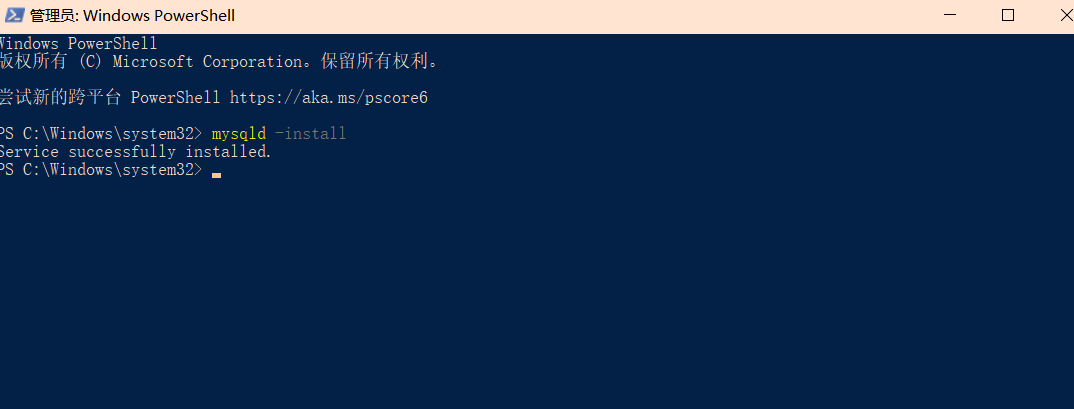 管理员: Windows PowerShell
Windows PowerShell
版权所有 (C) Microsoft Corporation。保留所有权利。
尝试新的跨平台 PowerShell https://aka.ms/pscore6
PS C:\Windows\system32> mysqld -install
Service successfully installed.
PS C:\Windows\system32>